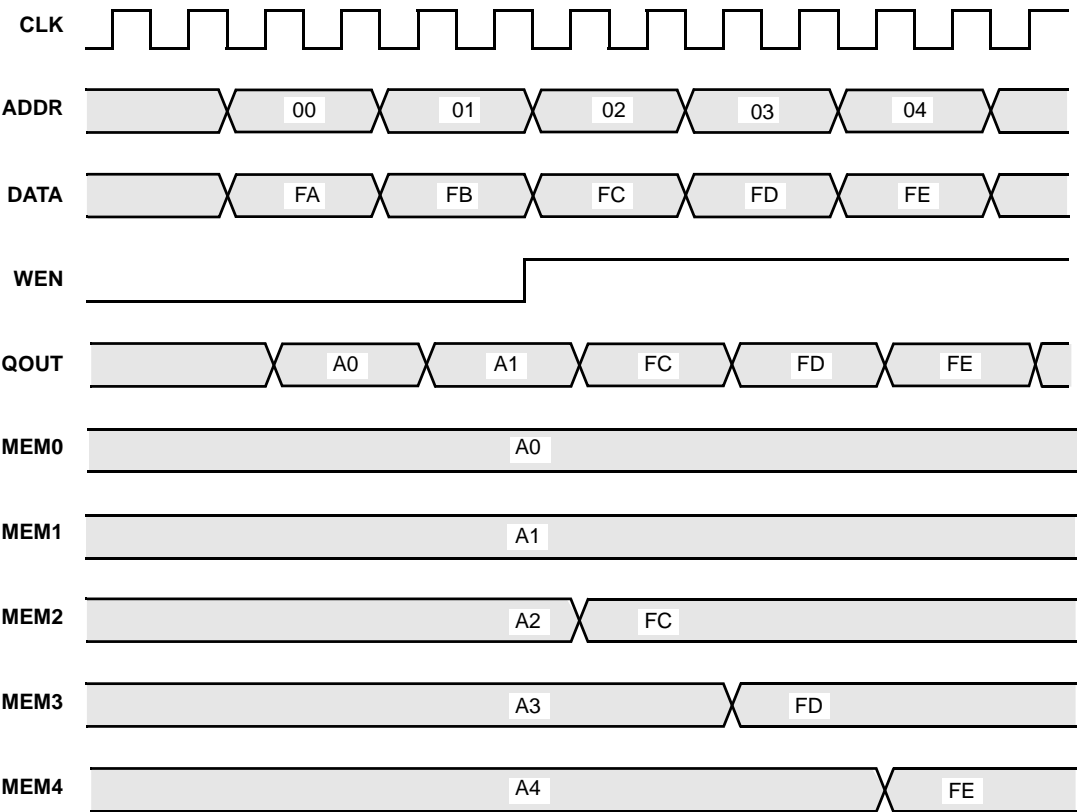 CLK
ADDR 00 01 02 03 04
DATA FA FB FC FD FE
WEN
QOUT A0 A1 FC FD FE
MEM0 A0
MEM1 A1
MEM2 A2 FC
MEM3 A3 FD
MEM4 A4 FE